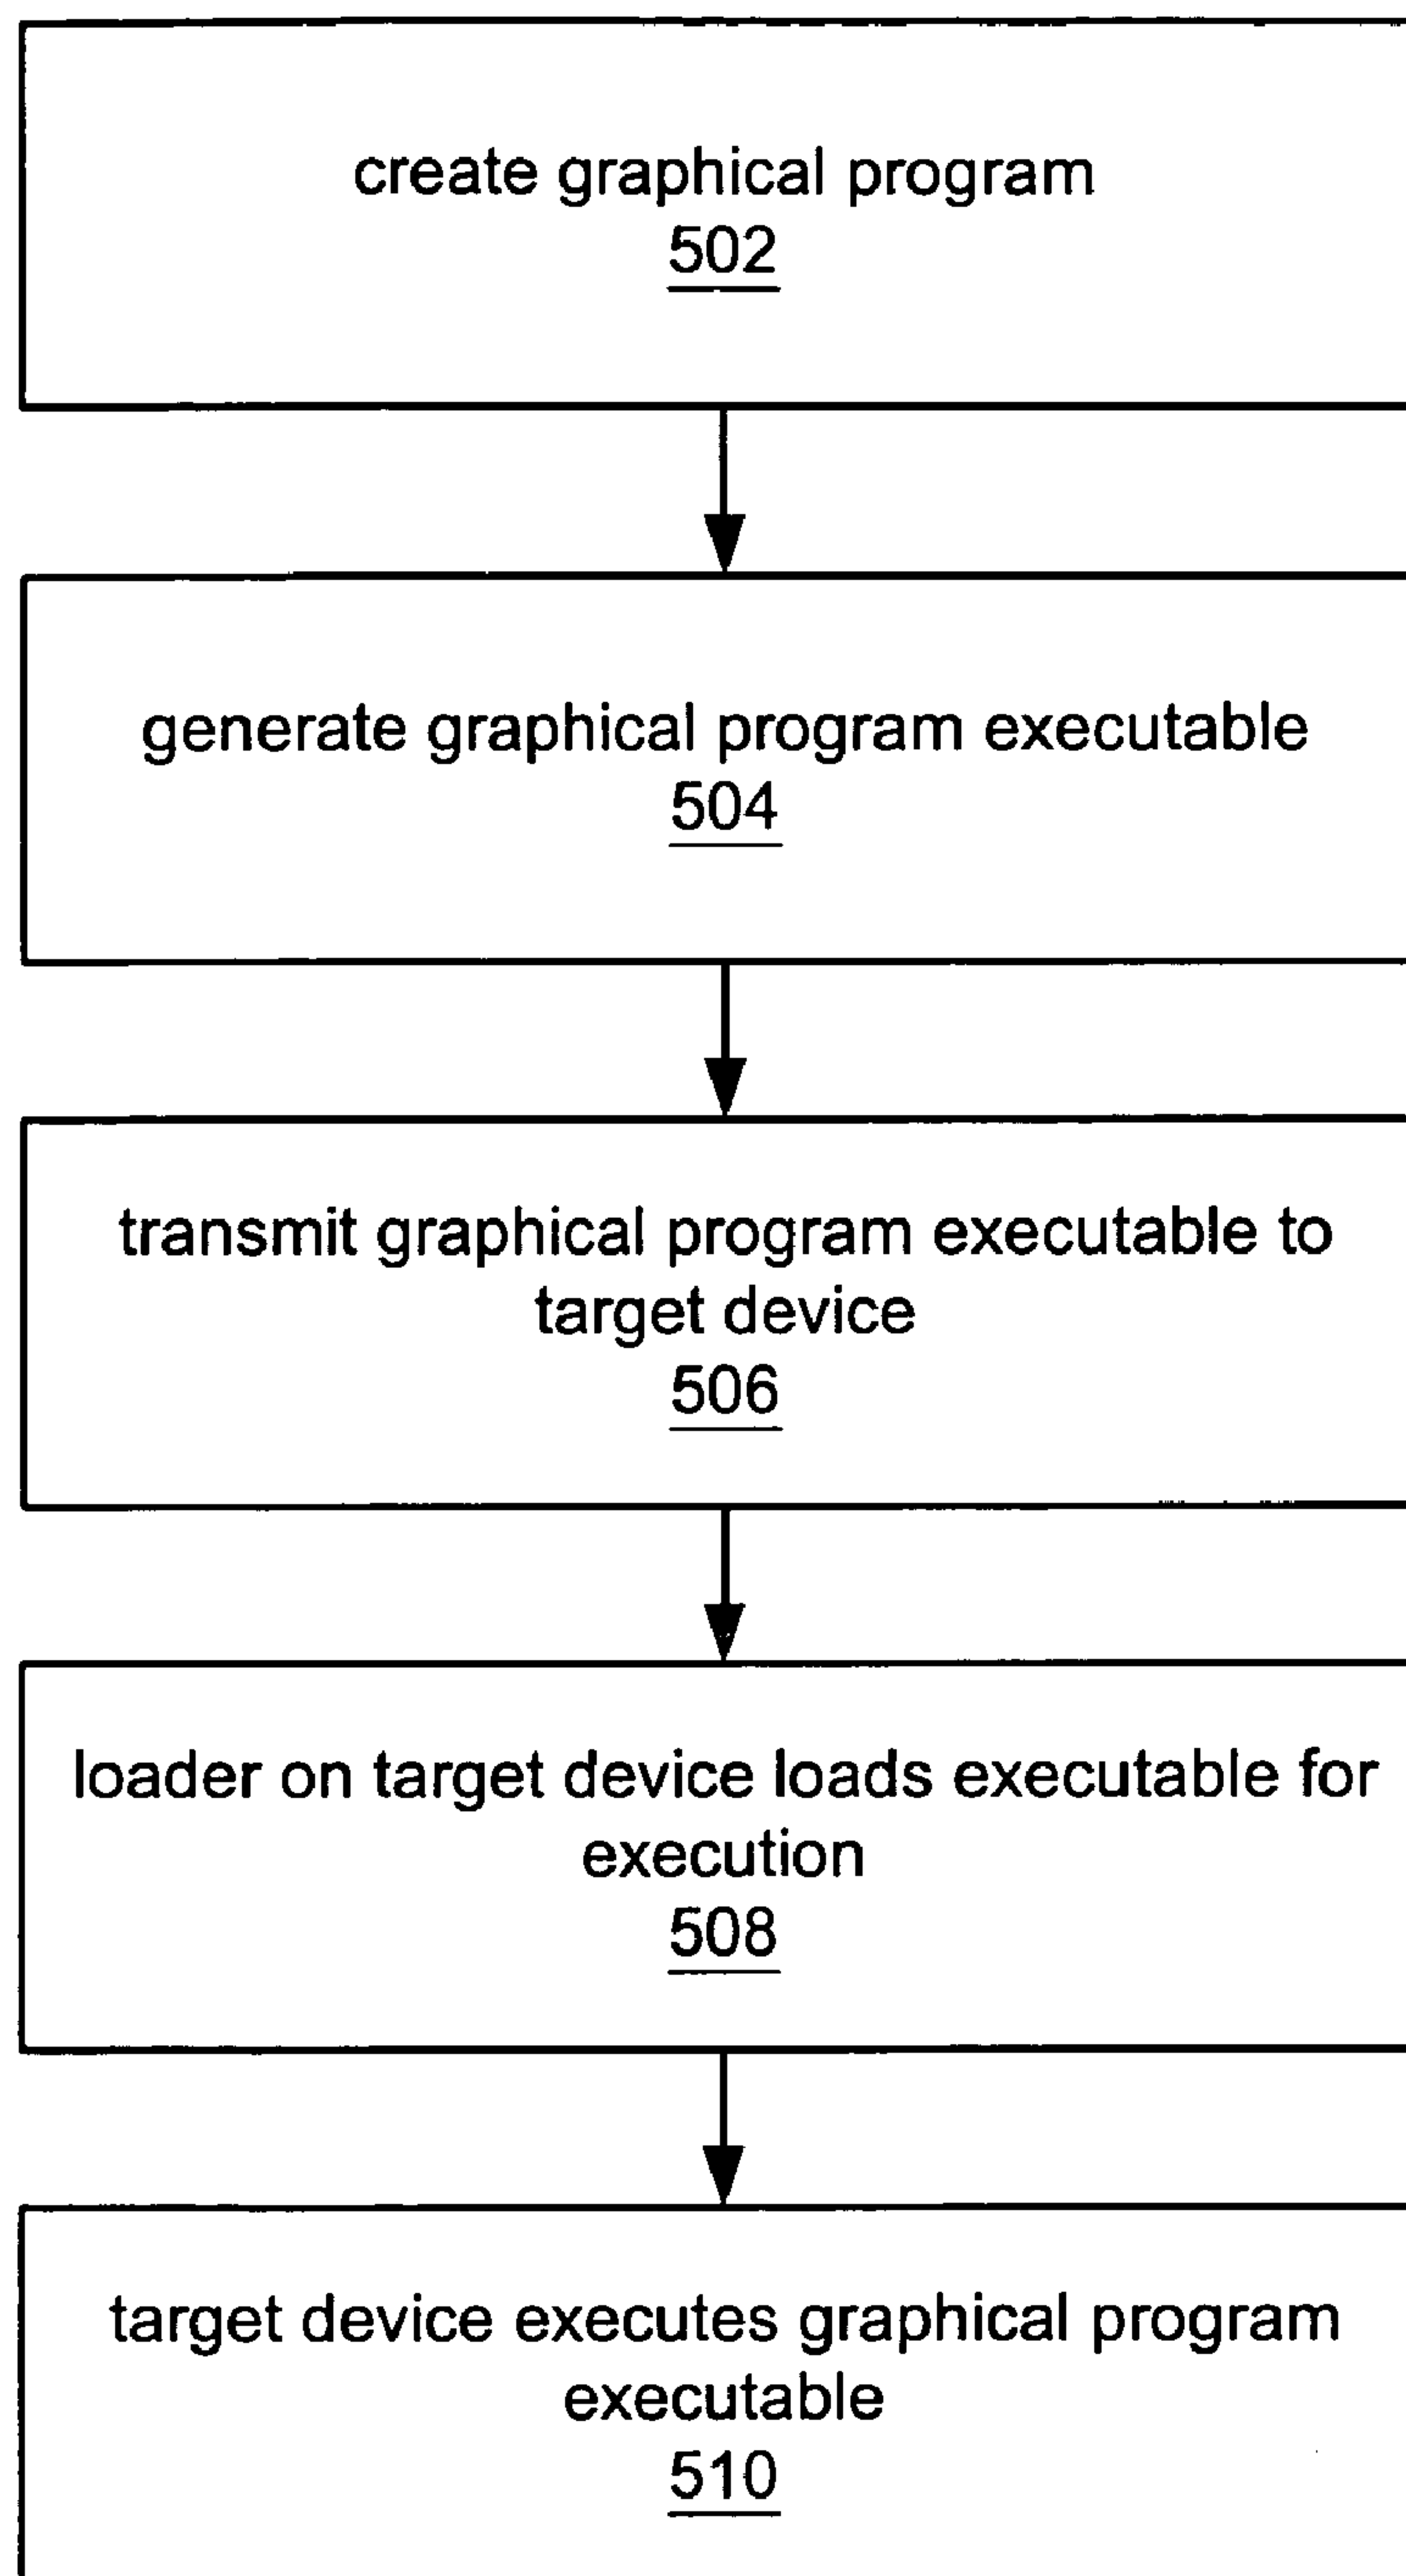 create graphical program
502
generate graphical program executable
504
transmit graphical program executable to
target device
506
loader on target device loads executable for
execution
508
target device executes graphical program
executable
510